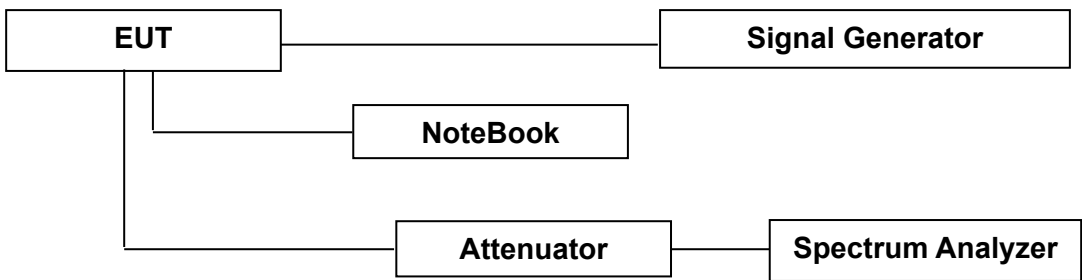 EUT
Signal Generator
NoteBook
Attenuator
Spectrum Analyzer